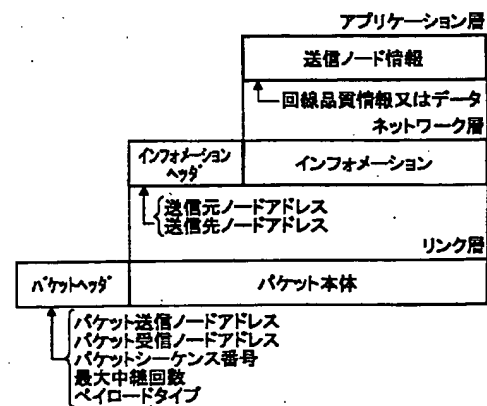 アプリケーション層
送信ノード情報
回線品質情報又はデータ
ネットワーク層
インフォメーション
ヘッダ
インフォメーション
送信元ノードアドレス
送信先ノードアドレス
リンク層
パケットヘッダ
パケット本体
パケット送信ノードアドレス
パケット受信ノードアドレス
パケットシーケンス番号
最大中継回数
ペイロードタイプ